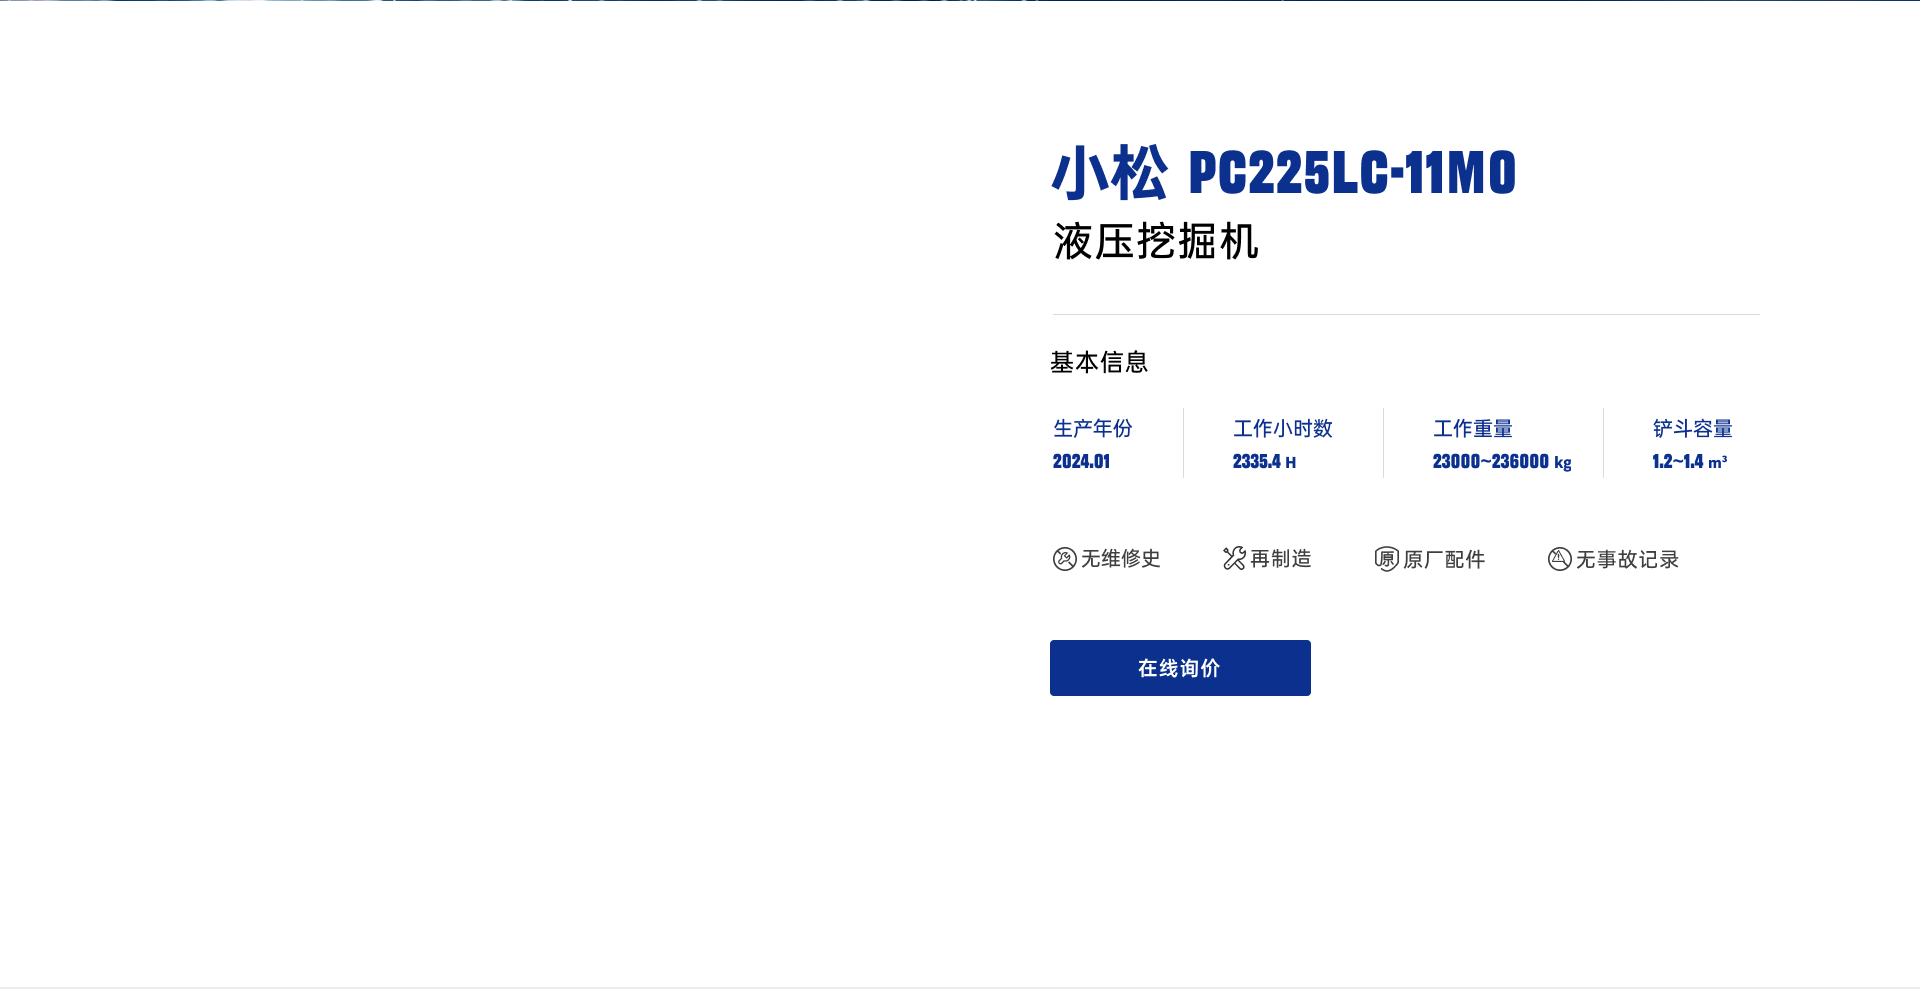 小松 PC225LC-11M0
液压挖掘机
基本信息
生产年份 工作小时数 工作重量 铲斗容量
2024.01 2335.4 H 23000~236000 kg 1.2~1.4 m³
无维修史 再制造 原 原厂配件 无事故记录
在线询价